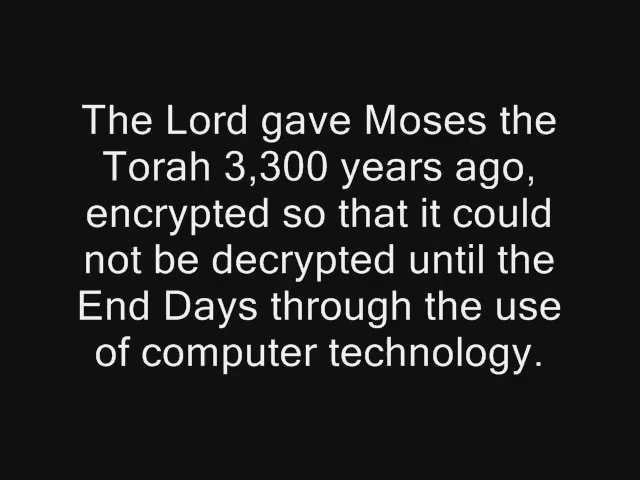 The Lord gave Moses the
Torah 3,300 years ago,
encrypted so that it could
not be decrypted until the
End Days through the use
of computer technology.